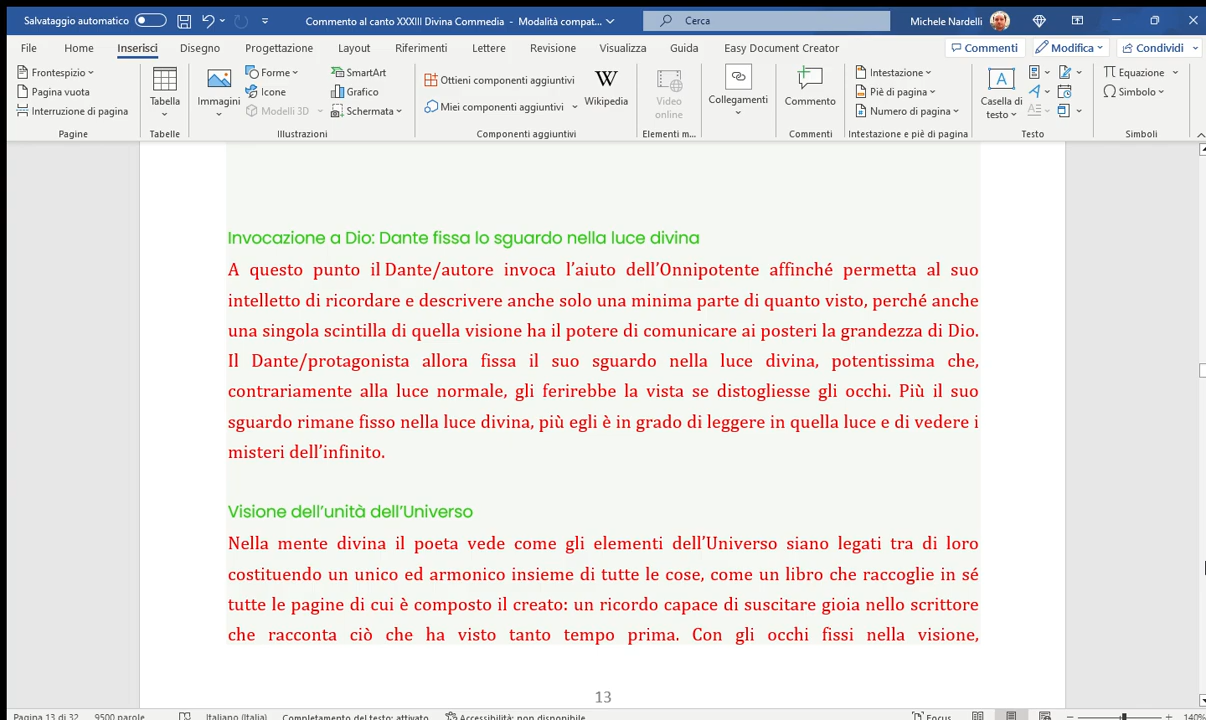 Salvataggio automatico
Commento al canto XXXIII Divina Commedia - Modalità compat...
Cerca
Michele Nardelli
File Home Inserisci Disegno Progettazione Layout Riferimenti Lettere Revisione Visualizza Guida Easy Document Creator
Commenti Modifica Condividi
Frontespizio
Pagina vuota
Interruzione di pagina
Pagine
Tabella
Tabelle
Immagini
Forme
Icone
Modelli 3D
SmartArt
Grafico
Schermata
Illustrazioni
Ottieni componenti aggiuntivi
Miei componenti aggiuntivi
W
Wikipedia
Componenti aggiuntivi
Video
online
Elementi m...
Collegamenti
Commento
Commenti
Intestazione
Piè di pagina
Numero di pagina
Intestazione e piè di pagina
Casella di
testo
Testo
Equazione
Simbolo
Simboli
Invocazione a Dio: Dante fissa lo sguardo nella luce divina
A questo punto il Dante/autore invoca l’aiuto dell’Onnipotente affinché permetta al suo
intelletto di ricordare e descrivere anche solo una minima parte di quanto visto, perché anche
una singola scintilla di quella visione ha il potere di comunicare ai posteri la grandezza di Dio.
Il Dante/protagonista allora fissa il suo sguardo nella luce divina, potentissima che,
contrariamente alla luce normale, gli ferirebbe la vista se distogliesse gli occhi. Più il suo
sguardo rimane fisso nella luce divina, più egli è in grado di leggere in quella luce e di vedere i
misteri dell’infinito.
Visione dell’unità dell’Universo
Nella mente divina il poeta vede come gli elementi dell’Universo siano legati tra di loro
costituendo un unico ed armonico insieme di tutte le cose, come un libro che raccoglie in sé
tutte le pagine di cui è composto il creato: un ricordo capace di suscitare gioia nello scrittore
che racconta ciò che ha visto tanto tempo prima. Con gli occhi fissi nella visione,
13
Pagina 13 di 32 9500 parole Italiano (Italia) Completamento del testo: attivato Accessibilità: non disponibile Focus 140%